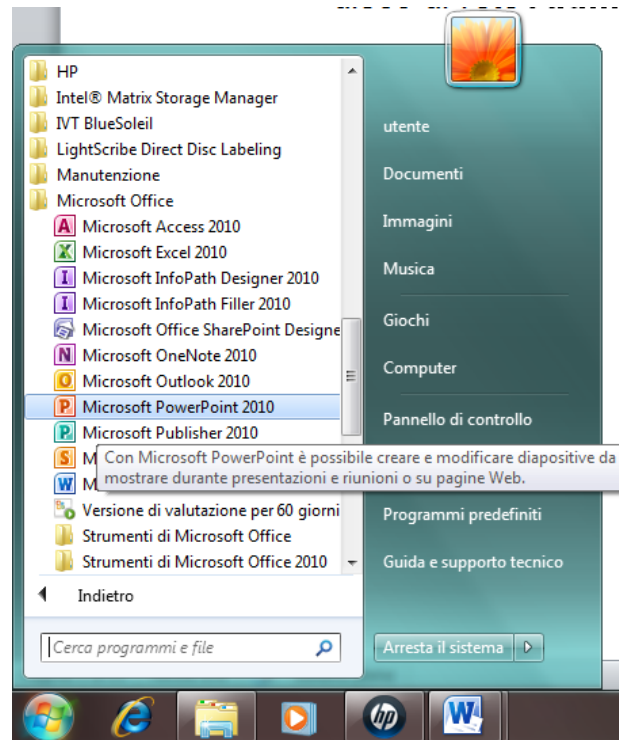 HP
Intel® Matrix Storage Manager
IVT BlueSoleil
LightScribe Direct Disc Labeling
Manutenzione
Microsoft Office
Microsoft Access 2010
Microsoft Excel 2010
Microsoft InfoPath Designer 2010
Microsoft InfoPath Filler 2010
Microsoft Office SharePoint Designe
Microsoft OneNote 2010
Microsoft Outlook 2010
Microsoft PowerPoint 2010
Microsoft Publisher 2010
Con Microsoft PowerPoint è possibile creare e modificare diapositive da
mostrare durante presentazioni e riunioni o su pagine Web.
Versione di valutazione per 60 giorni
Strumenti di Microsoft Office
Strumenti di Microsoft Office 2010
Indietro
Cerca programmi e file
utente
Documenti
Immagini
Musica
Giochi
Computer
Pannello di controllo
Programmi predefiniti
Guida e supporto tecnico
Arresta il sistema
hp